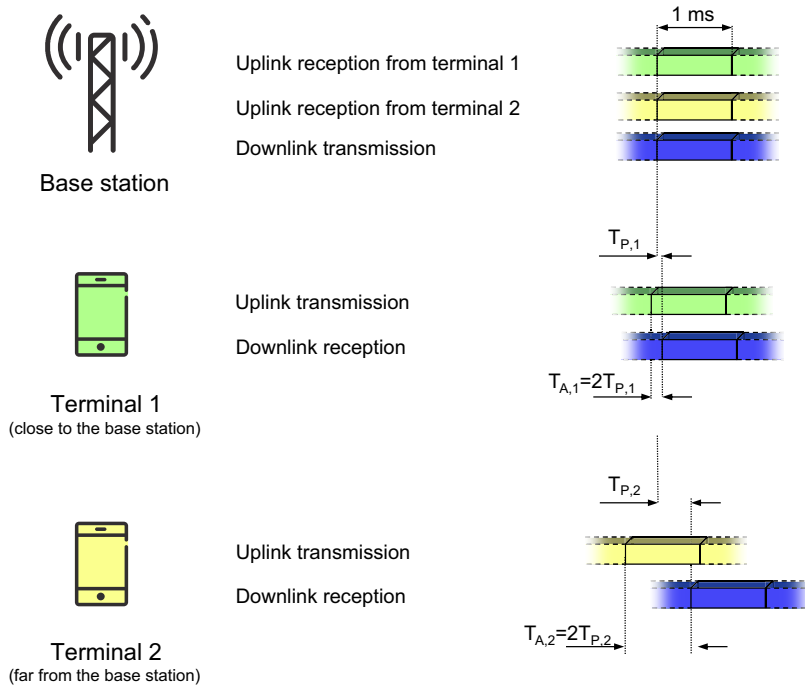 1 ms
Uplink reception from terminal 1
Uplink reception from terminal 2
Downlink transmission
Base station
T_P,1
Uplink transmission
Downlink reception
T_A,1=2T_P,1
Terminal 1
(close to the base station)
T_P,2
Uplink transmission
Downlink reception
T_A,2=2T_P,2
Terminal 2
(far from the base station)